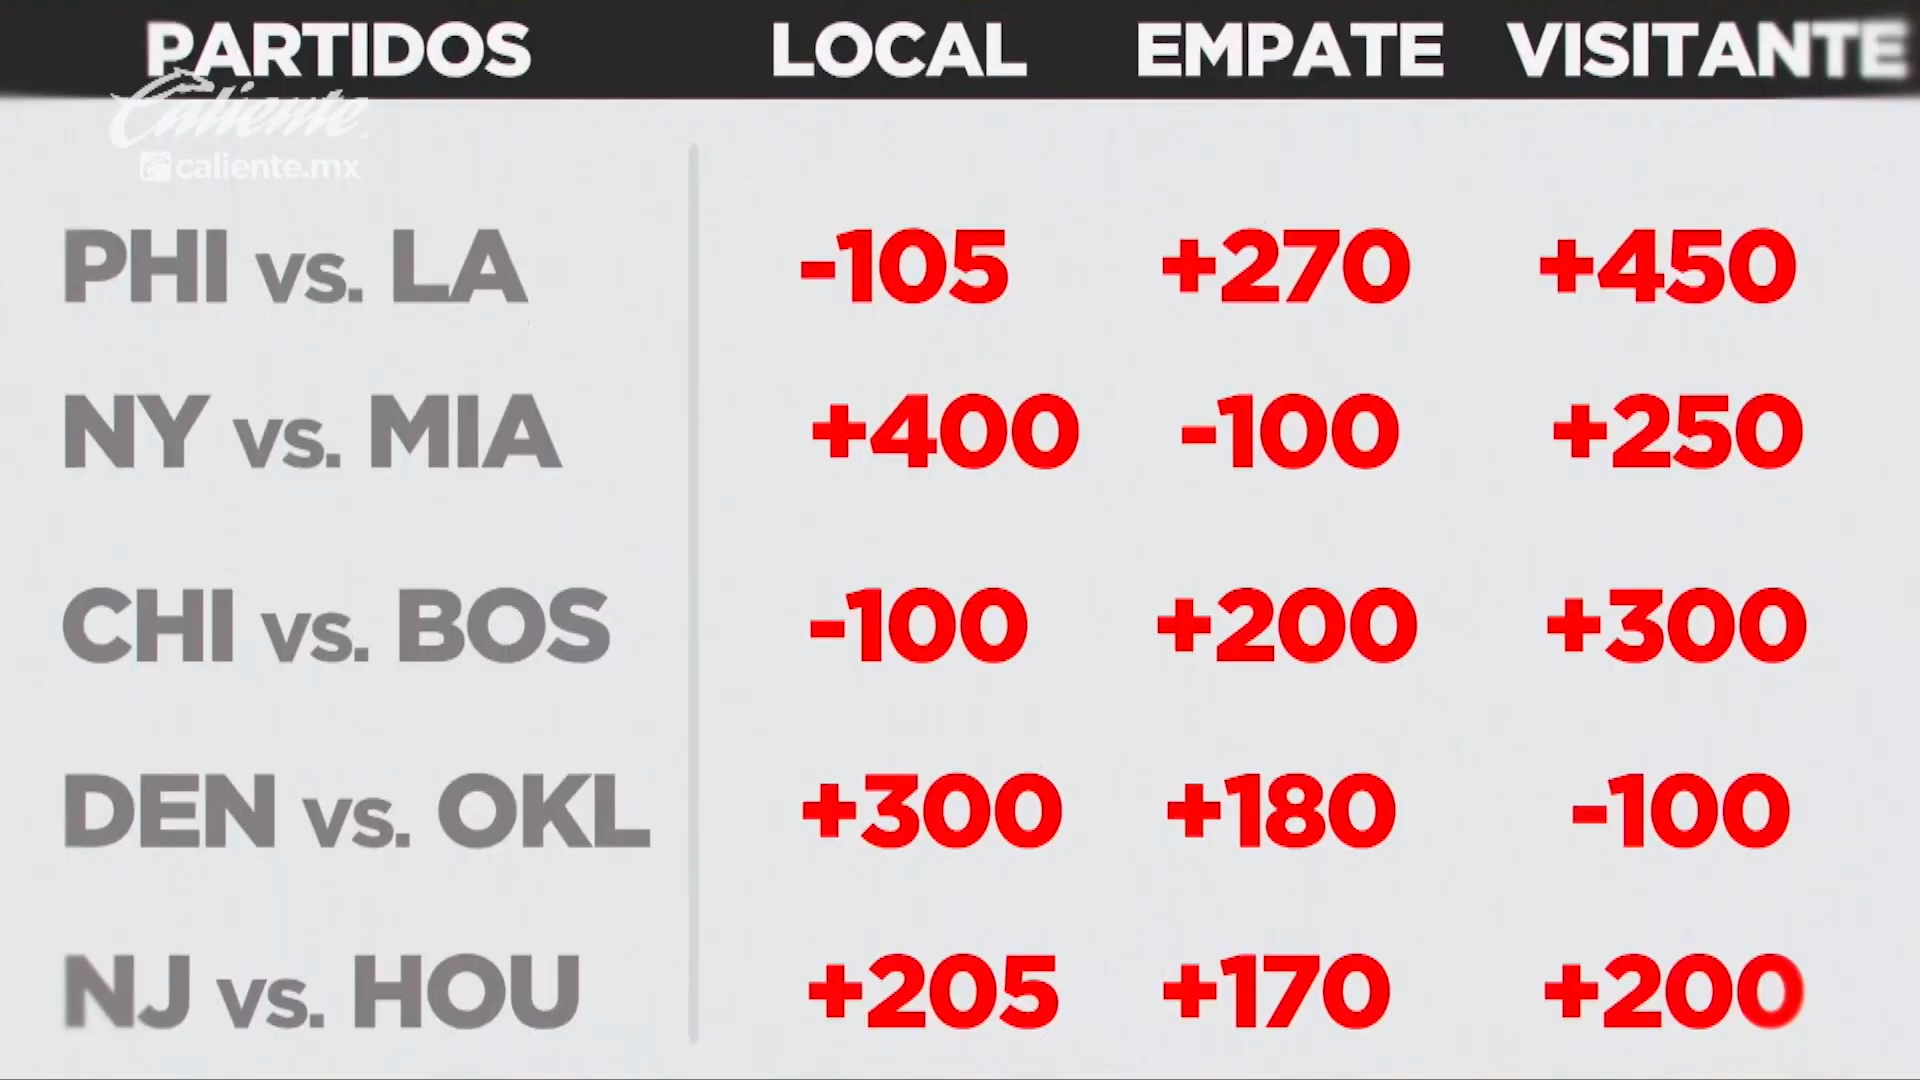 PARTIDOS LOCAL EMPATE VISITANTE
Caliente
caliente.mx
PHI vs. LA -105 +270 +450
NY vs. MIA +400 -100 +250
CHI vs. BOS -100 +200 +300
DEN vs. OKL +300 +180 -100
NJ vs. HOU +205 +170 +200